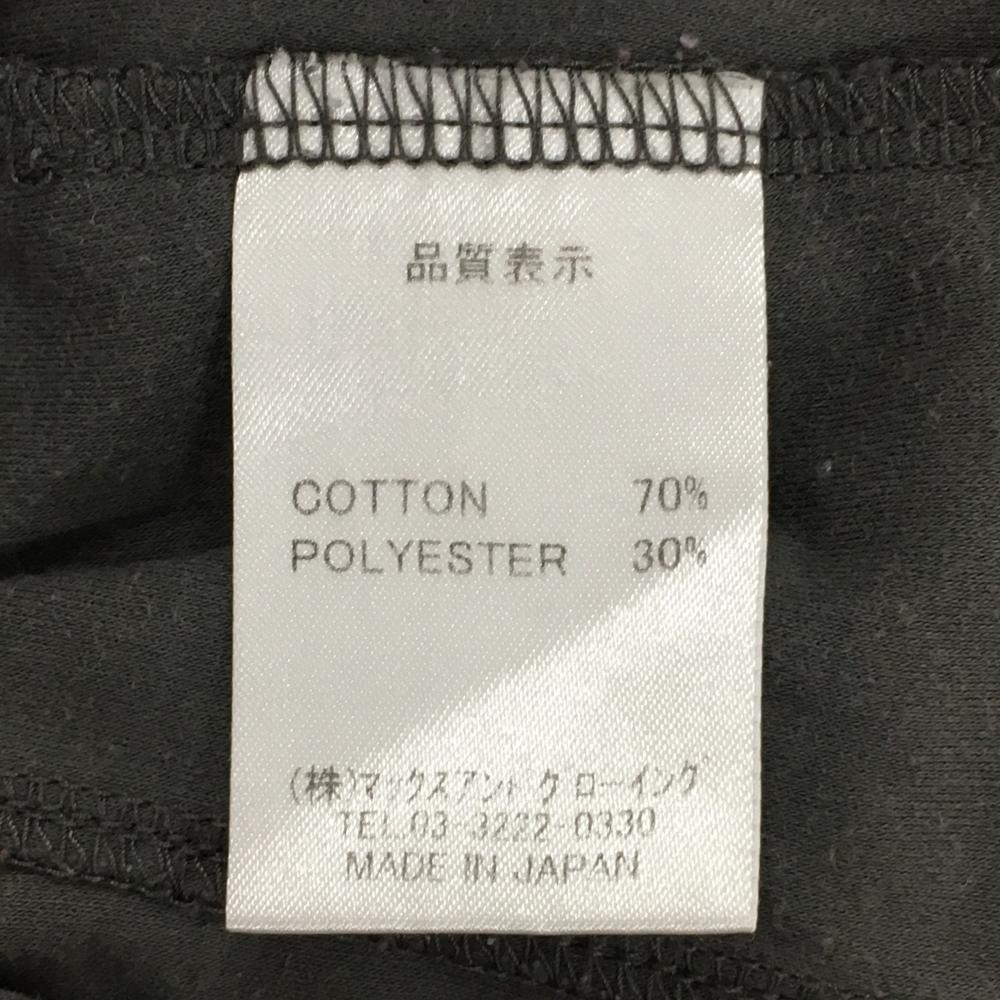 品質表示
COTTON 70%
POLYESTER 30%
(株)マックスアンドグローイング
TEL.03-3222-0330
MADE IN JAPAN